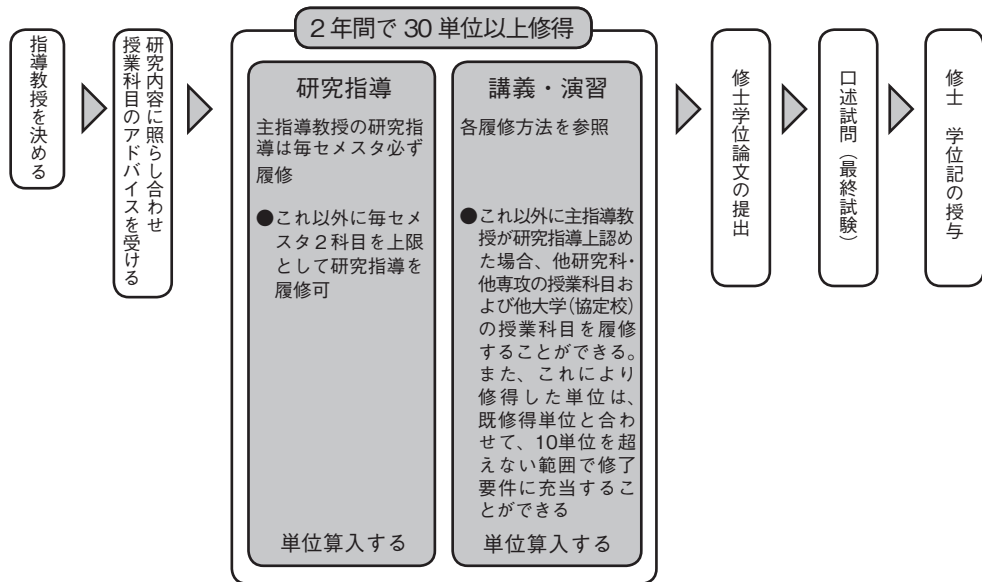 指導教授を決める
研究内容に照らし合わせ
授業科目のアドバイスを受ける
2年間で30単位以上修得
研究指導
主指導教授の研究指
導は毎セメスタ必ず
履修
●これ以外に毎セメ
スタ2科目を上限
として研究指導を
履修可
単位算入する
講義・演習
各履修方法を参照
●これ以外に主指導教
授が研究指導上認め
た場合、他研究科・
他専攻の授業科目お
よび他大学(協定校)
の授業科目を履修
することができる。
また、これにより
修得した単位は、
既修得単位と合わ
せて、10単位を超
えない範囲で修了
要件に充当するこ
とができる
単位算入する
修士学位論文の提出
口述試問(最終試験)
修士 学位記の授与